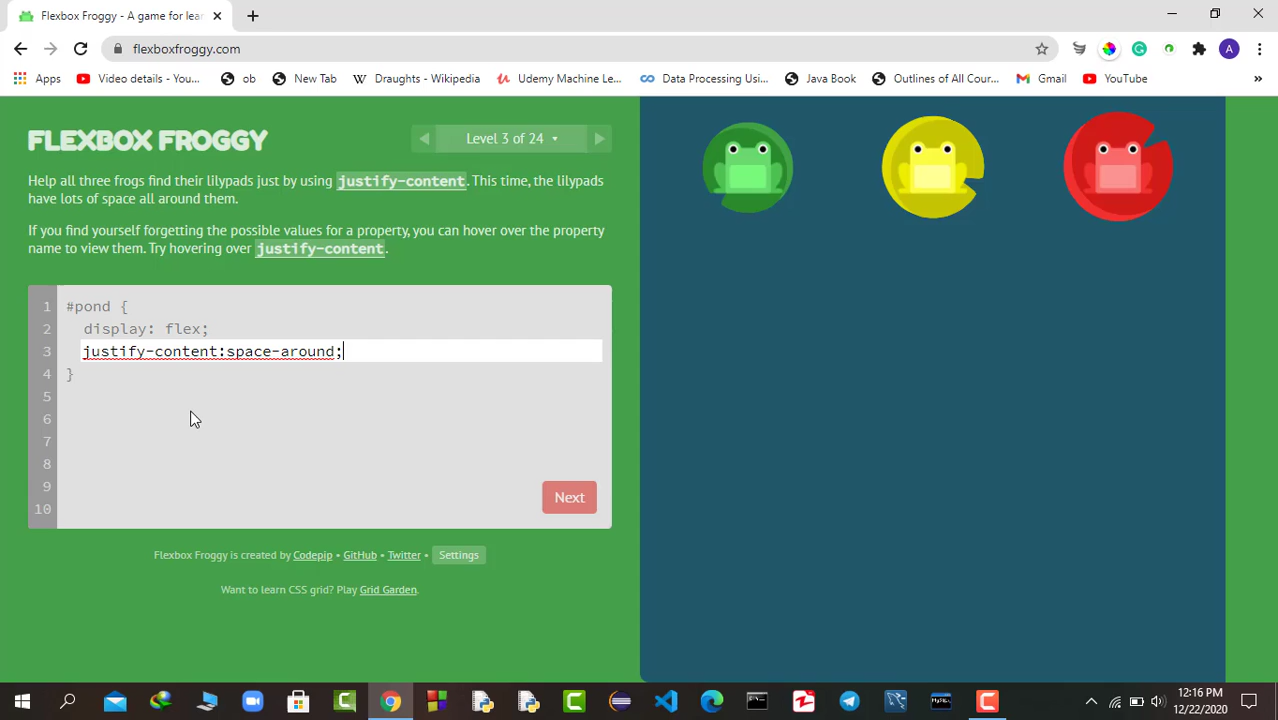 Flexbox Froggy - A game for lea
flexboxfroggy.com
A
Apps
Video details - You...
ob
New Tab
W Draughts - Wikipedia
Udemy Machine Le...
Data Processing Usi...
Java Book
Outlines of All Cour...
Gmail
YouTube
»
FLEXBOX FROGGY
Level 3 of 24
Help all three frogs find their lilypads just by using justify-content. This time, the lilypads
have lots of space all around them.
If you find yourself forgetting the possible values for a property, you can hover over the property
name to view them. Try hovering over justify-content.
1 #pond {
2 display: flex;
3 justify-content:space-around;
4 }
5
6
7
8
9
10
Next
Flexbox Froggy is created by Codepip • GitHub • Twitter • Settings
Want to learn CSS grid? Play Grid Garden.
12:16 PM
12/22/2020